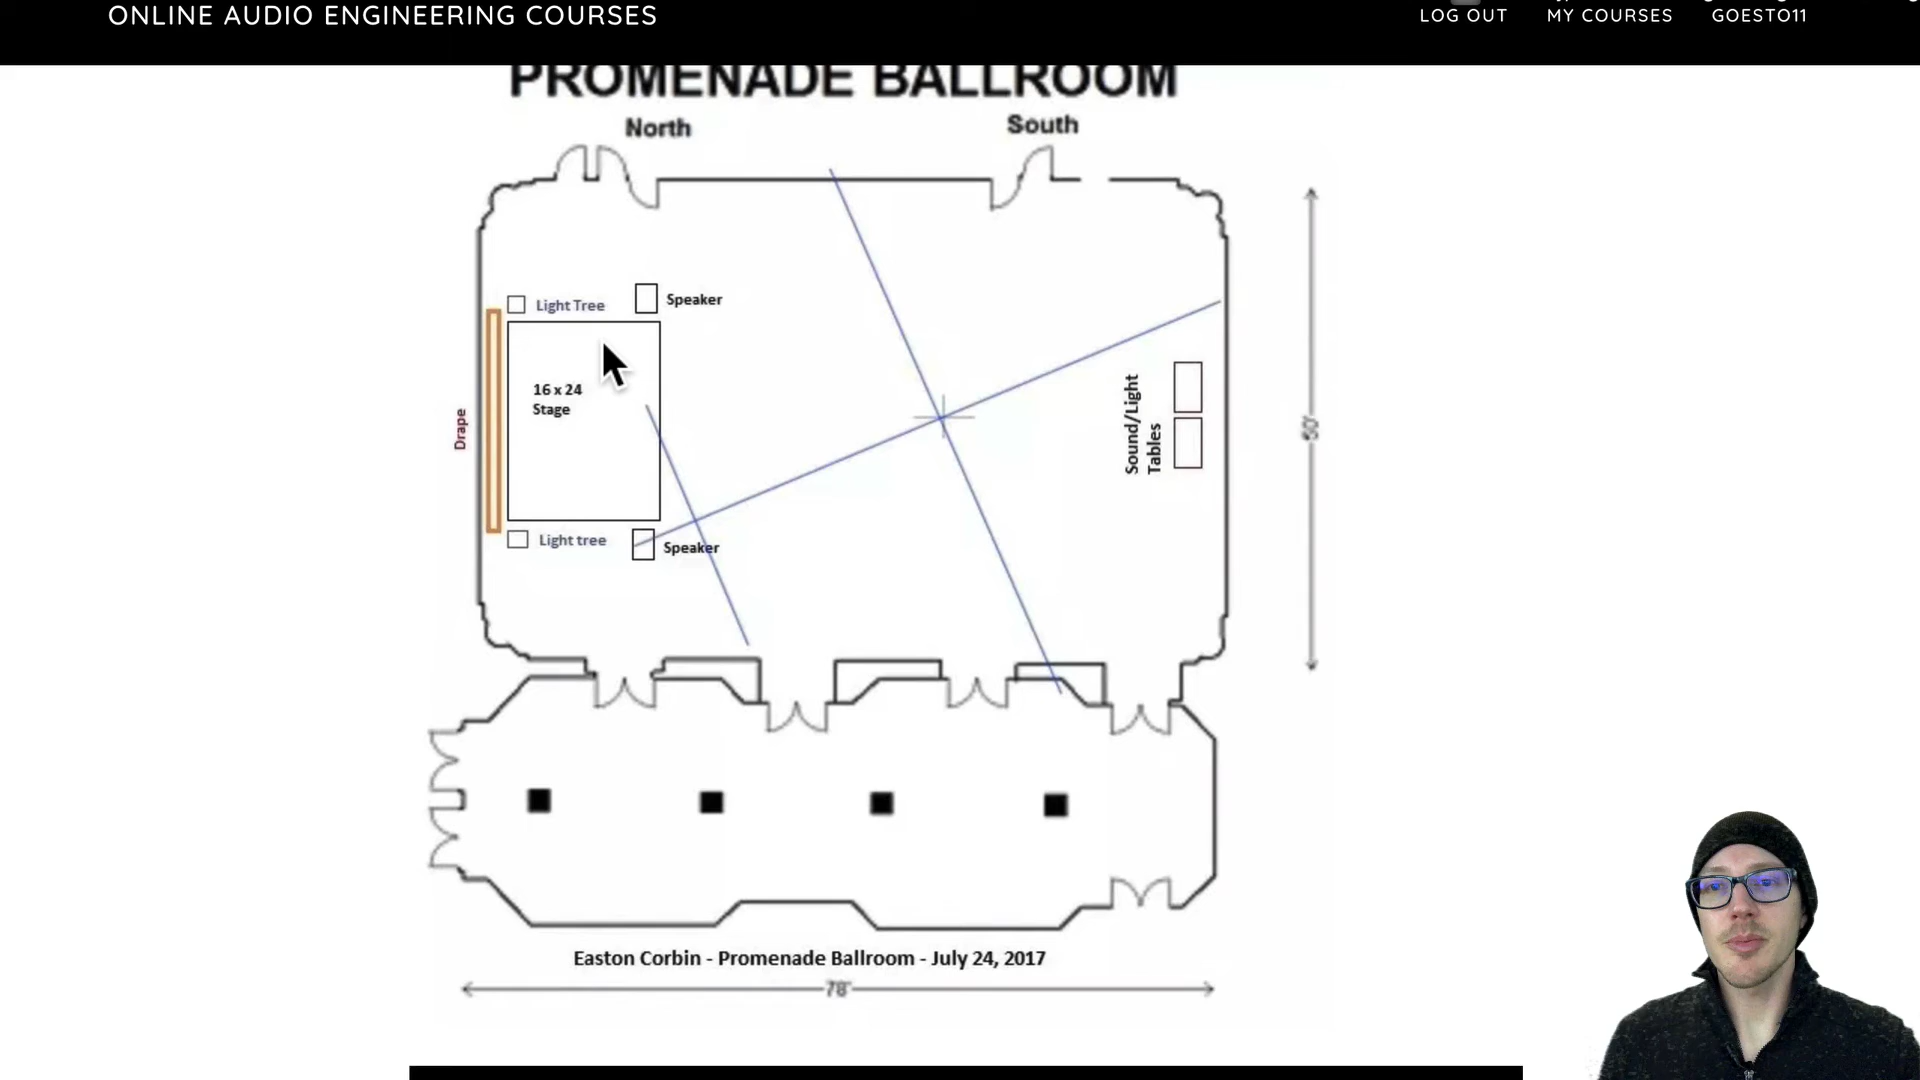 ONLINE AUDIO ENGINEERING COURSES
LOG OUT MY COURSES GOESTO11
PROMENADE BALLROOM
North South
Light Tree Speaker
16 x 24
Stage
Drape
Sound/Light
Tables
Light tree Speaker
Easton Corbin - Promenade Ballroom - July 24, 2017
78'